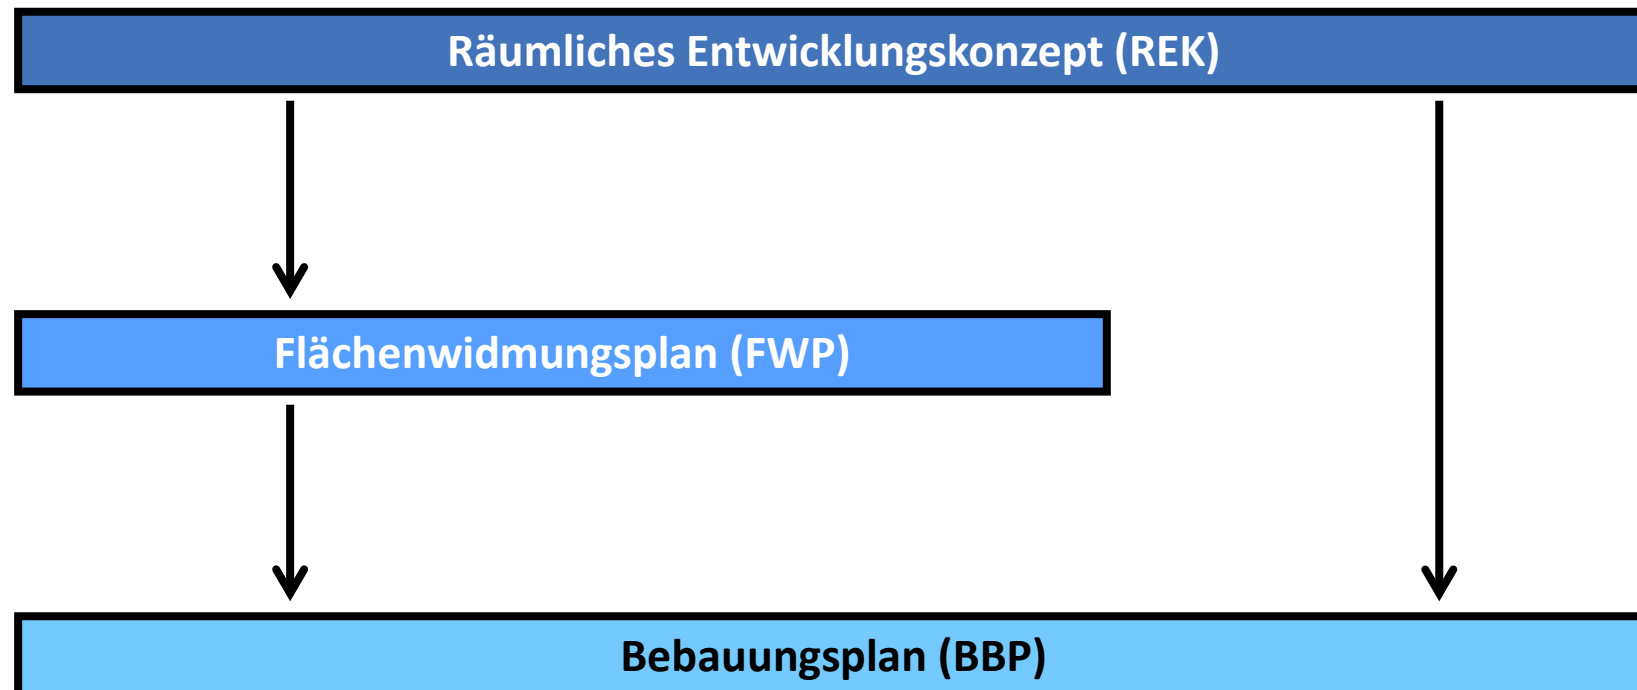 Räumliches Entwicklungskonzept (REK)
Flächenwidmungsplan (FWP)
Bebauungsplan (BBP)